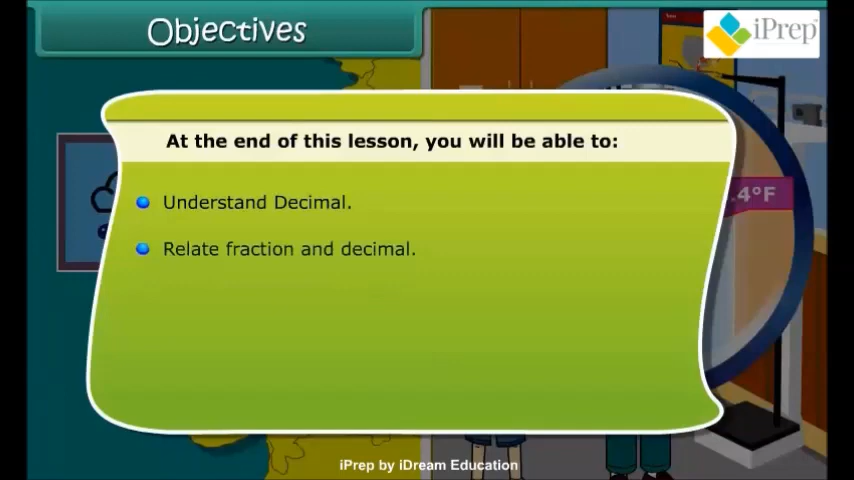 Objectives
iPrep
At the end of this lesson, you will be able to:
Understand Decimal.
.4°F
Relate fraction and decimal.
iPrep by iDream Education